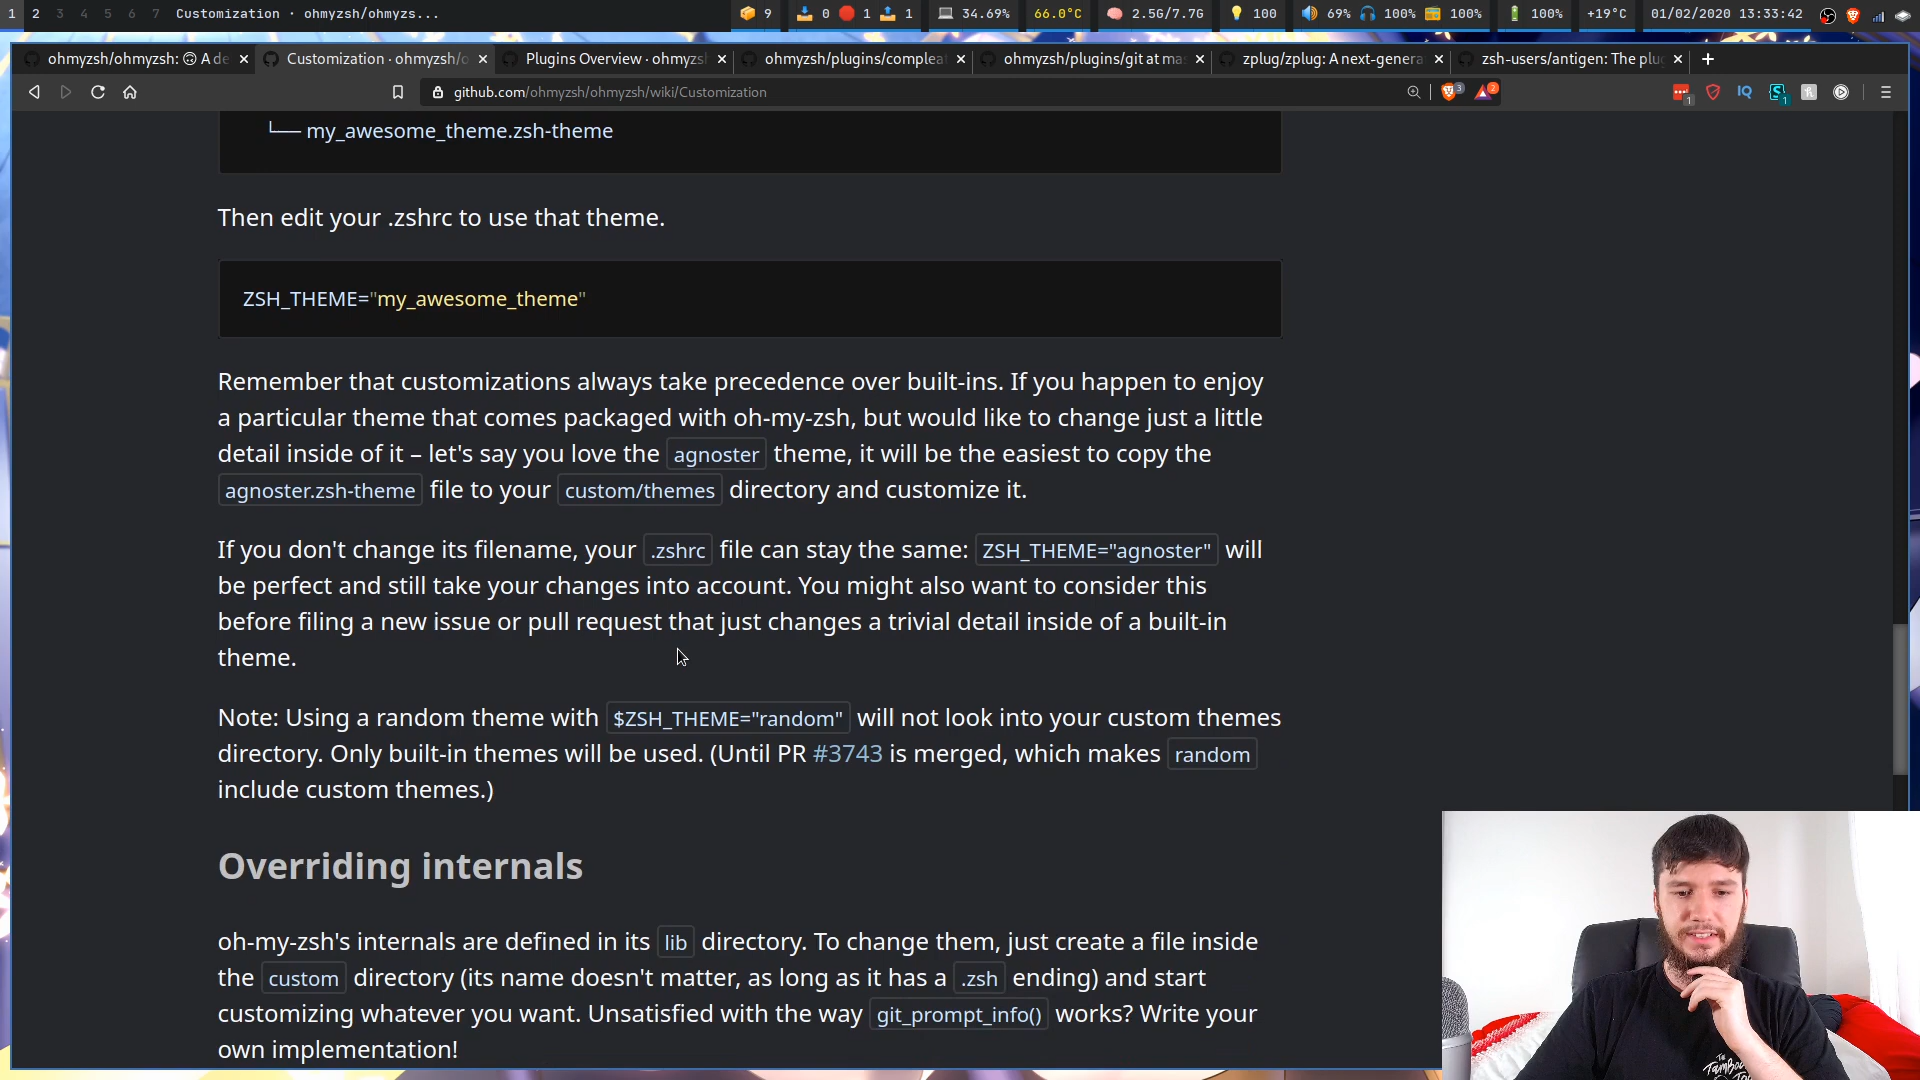 1 2 3 4 5 6 7 Customization · ohmyzsh/ohmyzs... 9 0 1 1 34.69% 66.0°C 2.5G/7.7G 100 69% 100% 100% 100% +19°C 01/02/2020 13:33:42
ohmyzsh/ohmyzsh: 🙃 A de Customization · ohmyzsh/o Plugins Overview · ohmyzsh ohmyzsh/plugins/compleat ohmyzsh/plugins/git at mas zplug/zplug: A next-genera zsh-users/antigen: The plug
github.com/ohmyzsh/ohmyzsh/wiki/Customization 3 2 1 IQ 1
└── my_awesome_theme.zsh-theme
Then edit your .zshrc to use that theme.
ZSH_THEME="my_awesome_theme"
Remember that customizations always take precedence over built-ins. If you happen to enjoy
a particular theme that comes packaged with oh-my-zsh, but would like to change just a little
detail inside of it – let's say you love the agnoster theme, it will be the easiest to copy the
agnoster.zsh-theme file to your custom/themes directory and customize it.
If you don't change its filename, your .zshrc file can stay the same: ZSH_THEME="agnoster" will
be perfect and still take your changes into account. You might also want to consider this
before filing a new issue or pull request that just changes a trivial detail inside of a built-in
theme.
Note: Using a random theme with $ZSH_THEME="random" will not look into your custom themes
directory. Only built-in themes will be used. (Until PR #3743 is merged, which makes random
include custom themes.)
Overriding internals
oh-my-zsh's internals are defined in its lib directory. To change them, just create a file inside
the custom directory (its name doesn't matter, as long as it has a .zsh ending) and start
customizing whatever you want. Unsatisfied with the way git_prompt_info() works? Write your
own implementation!